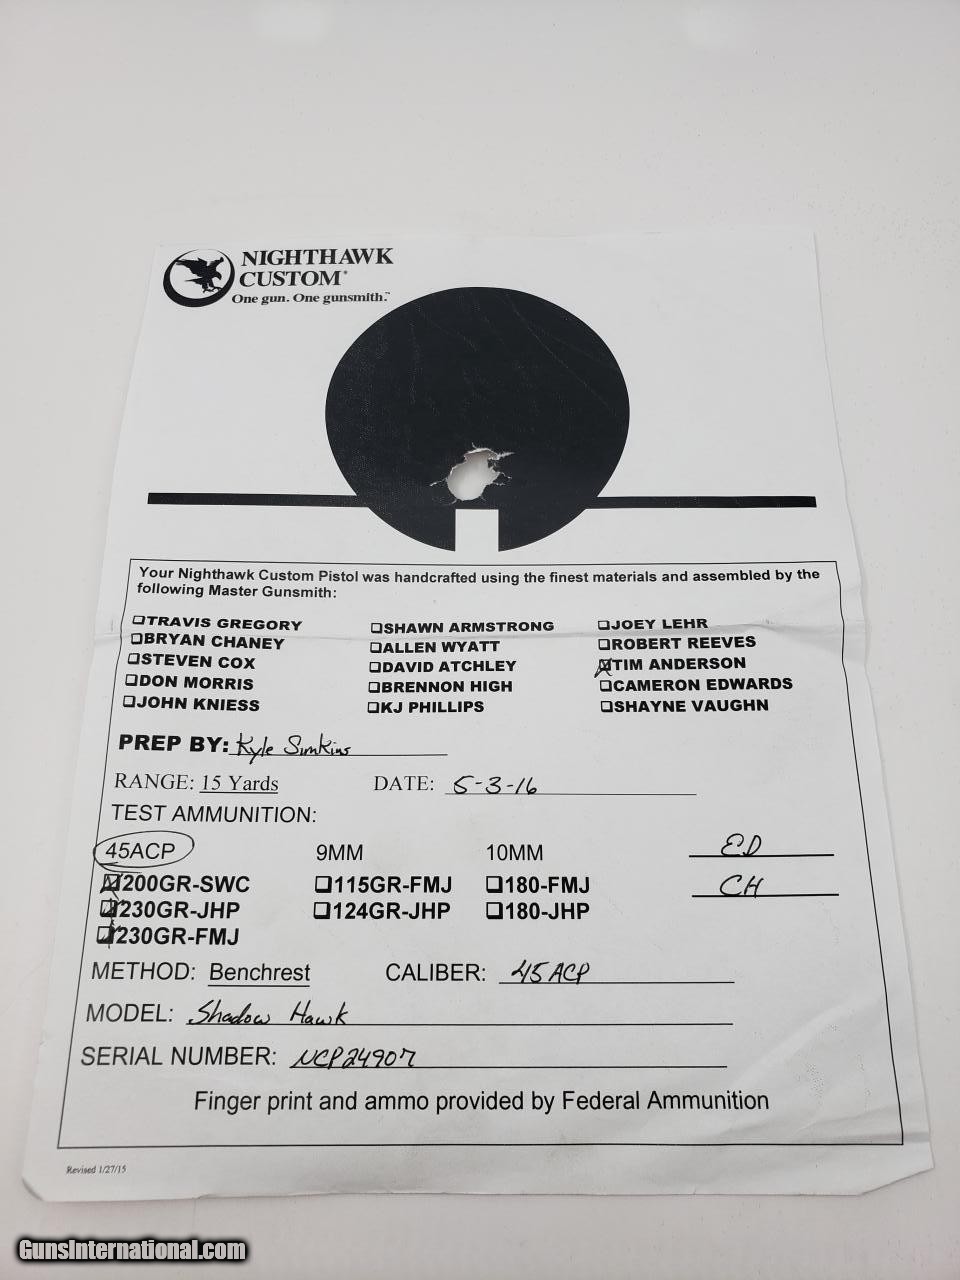 NIGHTHAWK
CUSTOM®
One gun. One gunsmith.™
Your Nighthawk Custom Pistol was handcrafted using the finest materials and assembled by the
following Master Gunsmith:
❑TRAVIS GREGORY ❑SHAWN ARMSTRONG ❑JOEY LEHR
❑BRYAN CHANEY ❑ALLEN WYATT ❑ROBERT REEVES
❑STEVEN COX ❑DAVID ATCHLEY ❑TIM ANDERSON
❑DON MORRIS ❑BRENNON HIGH ❑CAMERON EDWARDS
❑JOHN KNIESS ❑KJ PHILLIPS ❑SHAYNE VAUGHN
PREP BY: Kyle Simkins
RANGE: 15 Yards DATE: 5-3-16
TEST AMMUNITION:
45ACP 9MM 10MM ED
❑200GR-SWC ❑115GR-FMJ ❑180-FMJ CH
❑230GR-JHP ❑124GR-JHP ❑180-JHP
❑230GR-FMJ
METHOD: Benchrest CALIBER: 45 ACP
MODEL: Shadow Hawk
SERIAL NUMBER: NCP24907
Finger print and ammo provided by Federal Ammunition
Revised 1/27/15
GunsInternational.com